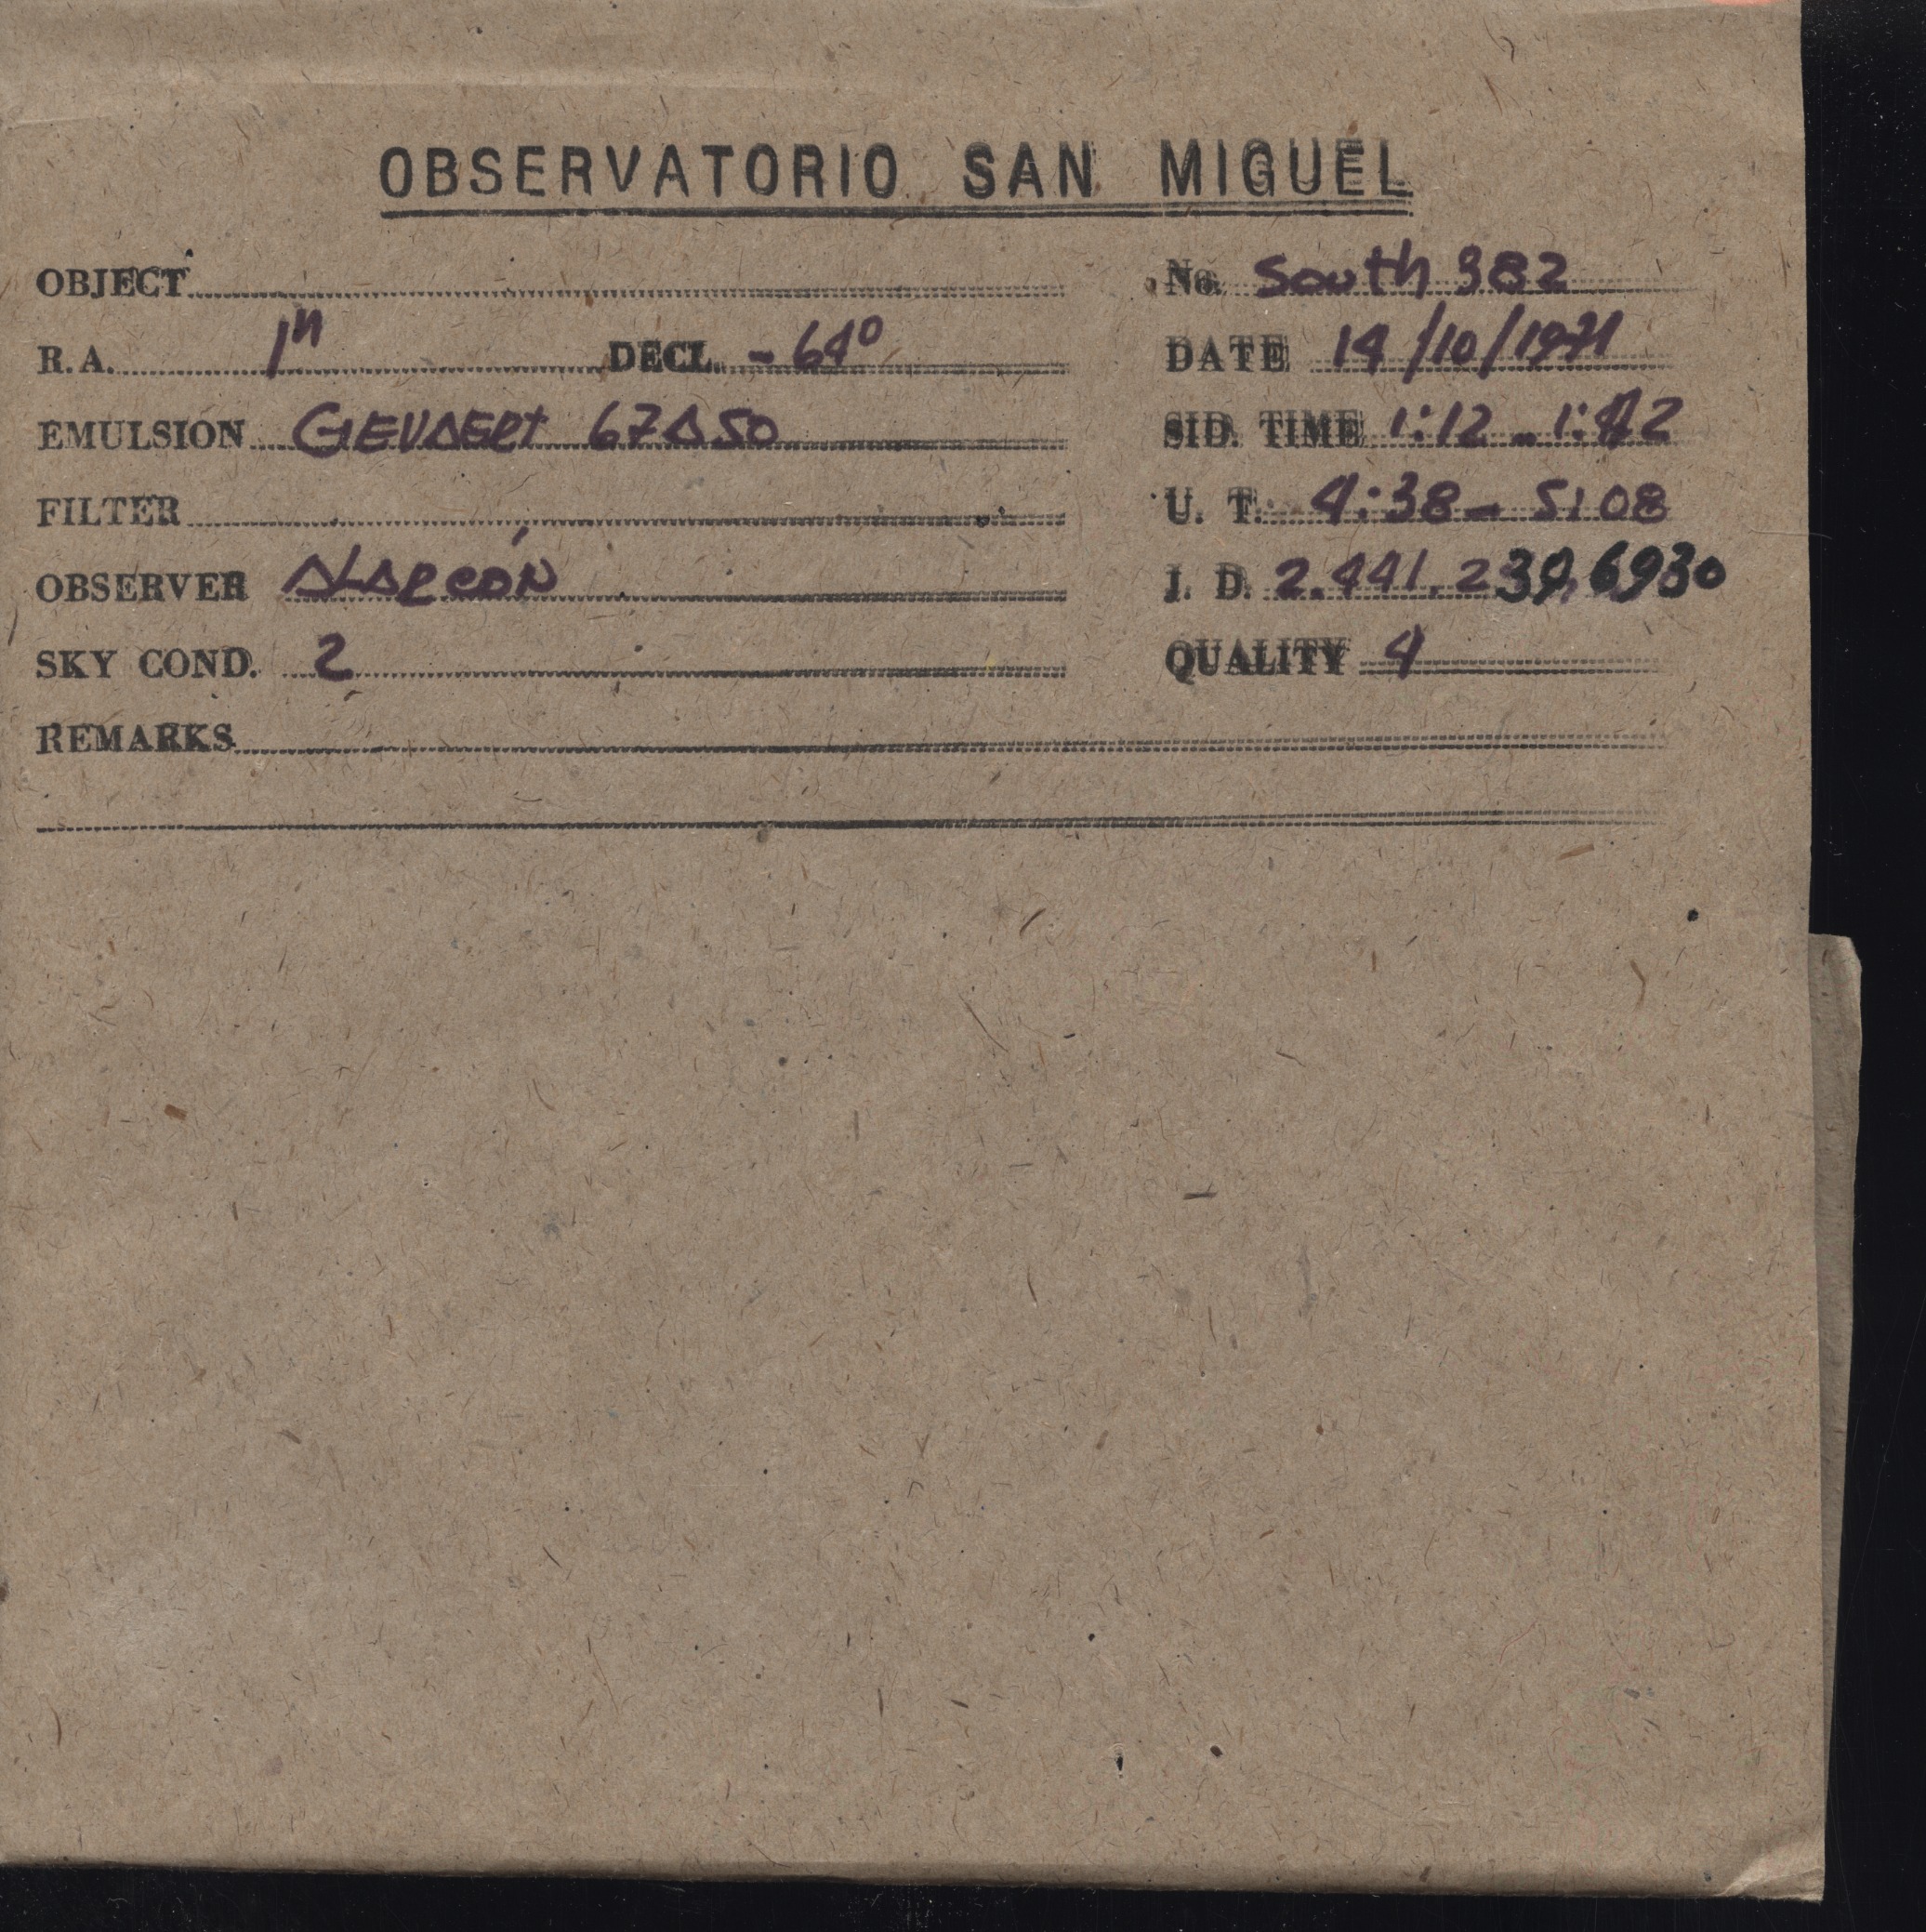 OBSERVATORIO SAN MIGUEL
OBJECT No. South 382
R.A. 1h DECL. -64° DATE 14/10/1971
EMULSION GEVAERT 67A50 SID. TIME 1:12 - 1:42
FILTER U. T. 4:38 - 5:08
OBSERVER ALARCÓN J. D. 2.441.239,6930
SKY COND. 2 QUALITY 4
REMARKS